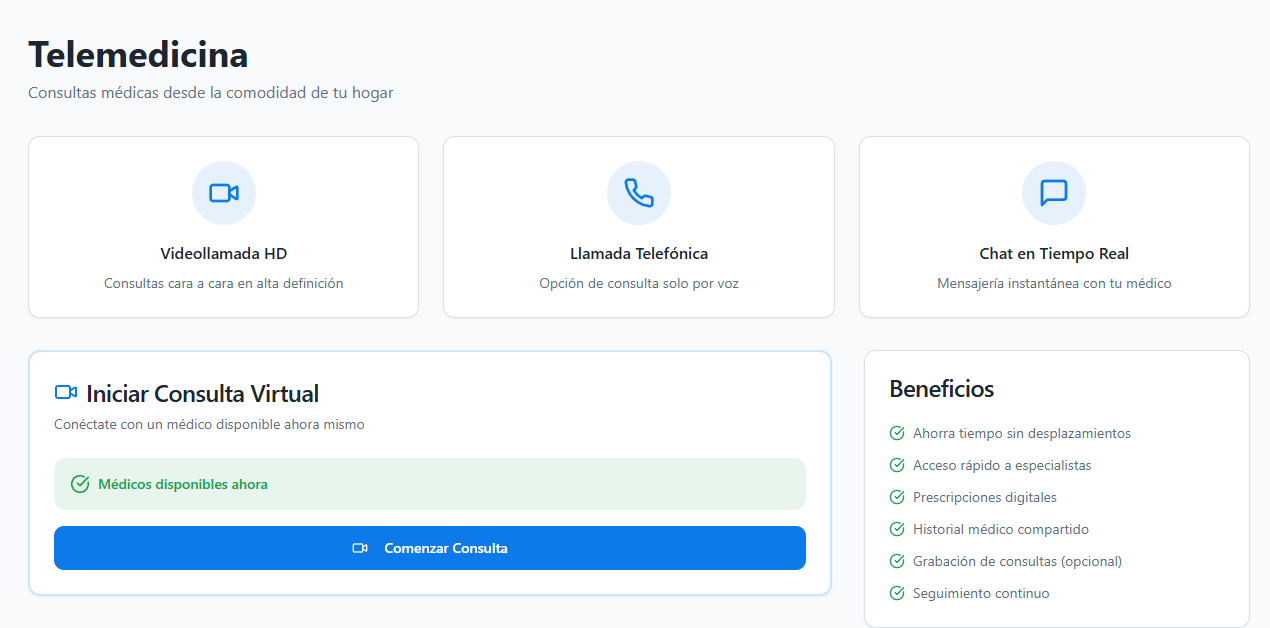 Telemedicina
Consultas médicas desde la comodidad de tu hogar
Videollamada HD
Consultas cara a cara en alta definición
Llamada Telefónica
Opción de consulta solo por voz
Chat en Tiempo Real
Mensajería instantánea con tu médico
Iniciar Consulta Virtual
Conéctate con un médico disponible ahora mismo
Médicos disponibles ahora
Comenzar Consulta
Beneficios
Ahorra tiempo sin desplazamientos
Acceso rápido a especialistas
Prescripciones digitales
Historial médico compartido
Grabación de consultas (opcional)
Seguimiento continuo